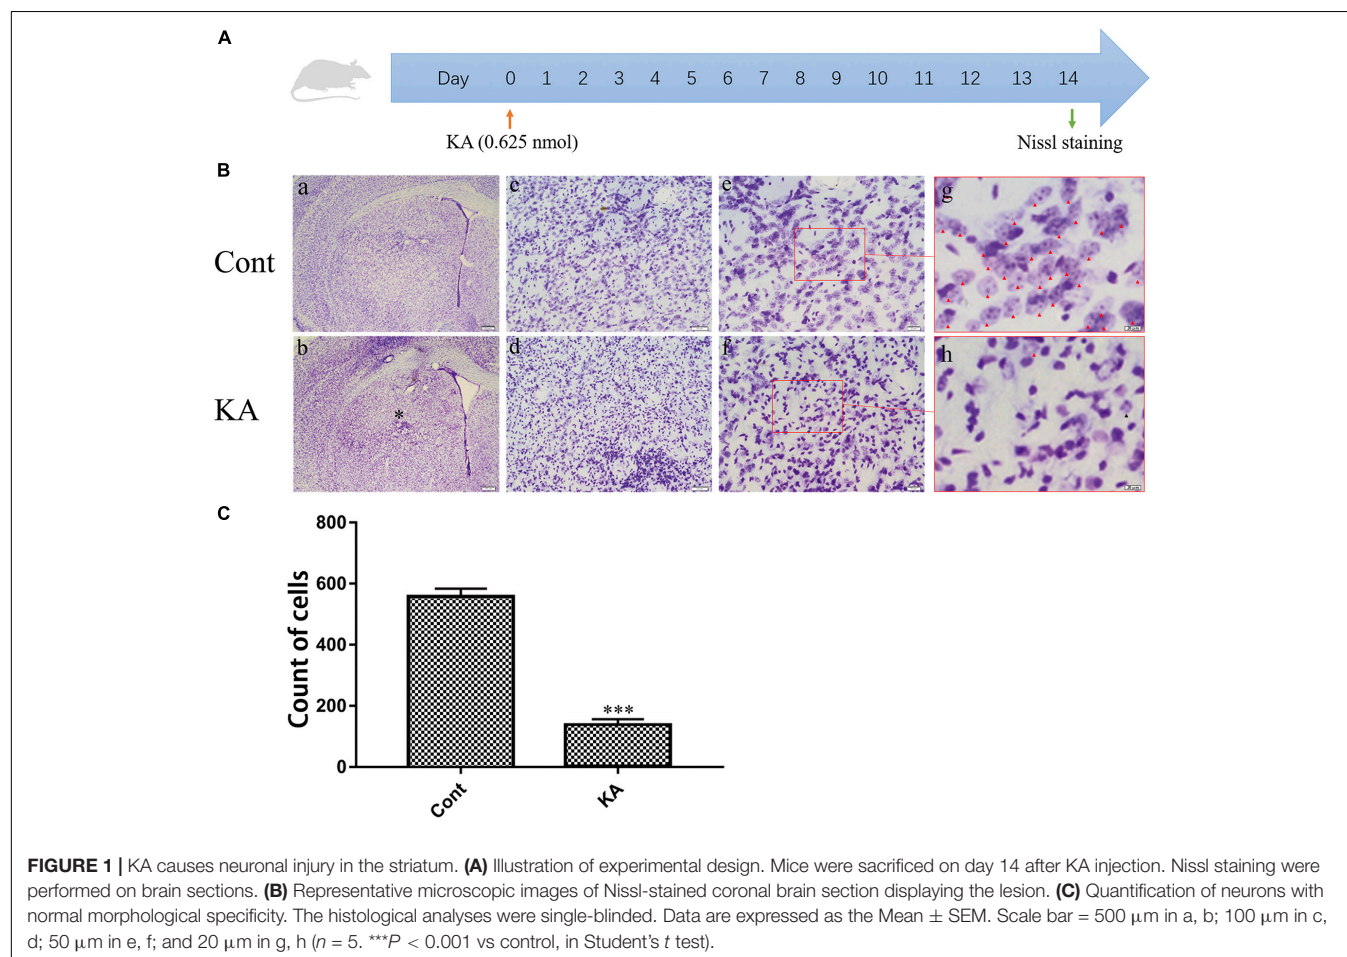 A
Day 0 1 2 3 4 5 6 7 8 9 10 11 12 13 14
KA (0.625 nmol)
Nissl staining
B
a
c
e
g
Cont
b
d
f
h
KA
*
C
Count of cells
800
600
400
200
0
***
Cont
KA
FIGURE 1 | KA causes neuronal injury in the striatum. (A) Illustration of experimental design. Mice were sacrificed on day 14 after KA injection. Nissl staining were
performed on brain sections. (B) Representative microscopic images of Nissl-stained coronal brain section displaying the lesion. (C) Quantification of neurons with
normal morphological specificity. The histological analyses were single-blinded. Data are expressed as the Mean ± SEM. Scale bar = 500 μm in a, b; 100 μm in c,
d; 50 μm in e, f; and 20 μm in g, h (n = 5. ***P < 0.001 vs control, in Student's t test).